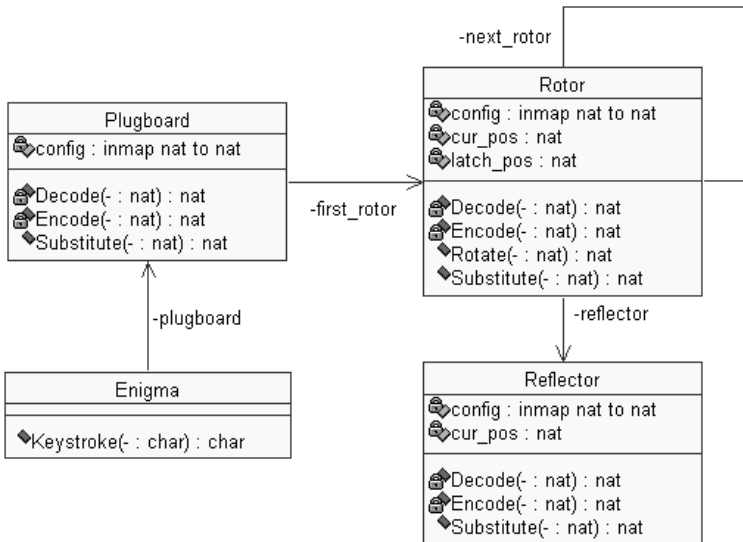 -next_rotor
Rotor
config : inmap nat to nat
cur_pos : nat
latch_pos : nat
Decode(- : nat) : nat
Encode(- : nat) : nat
Rotate(- : nat) : nat
Substitute(- : nat) : nat
Plugboard
config : inmap nat to nat
Decode(- : nat) : nat
Encode(- : nat) : nat
Substitute(- : nat) : nat
-first_rotor
-plugboard
-reflector
Enigma
Keystroke(- : char) : char
Reflector
config : inmap nat to nat
cur_pos : nat
Decode(- : nat) : nat
Encode(- : nat) : nat
Substitute(- : nat) : nat